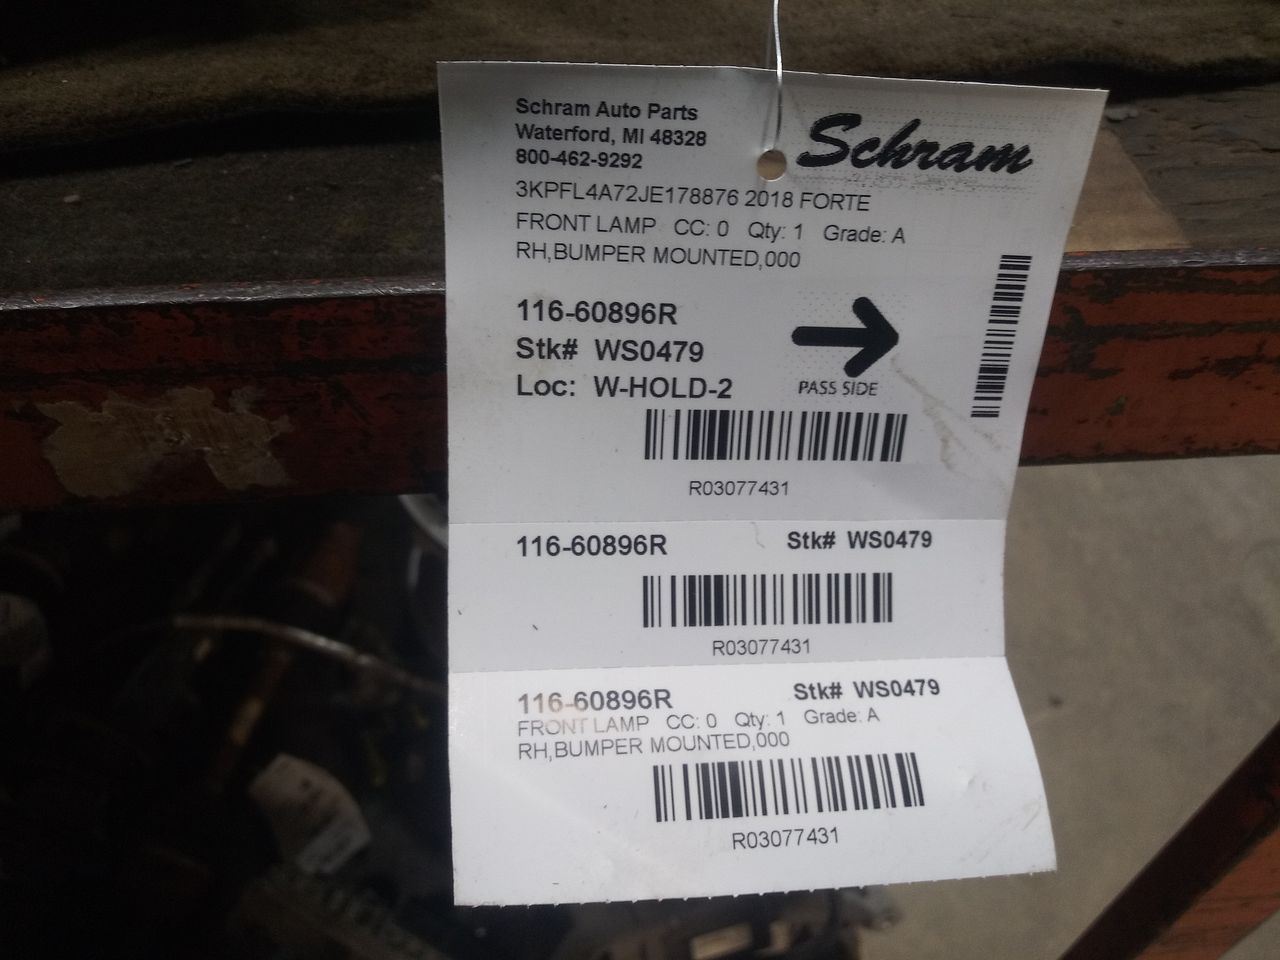 Schram Auto Parts
Waterford, MI 48328
800-462-9292
Schram
3KPFL4A72JE178876 2018 FORTE
FRONT LAMP CC: 0 Qty: 1 Grade: A
RH,BUMPER MOUNTED,000
116-60896R
Stk# WS0479
Loc: W-HOLD-2
PASS SIDE
R03077431
116-60896R Stk# WS0479
R03077431
116-60896R Stk# WS0479
FRONT LAMP CC: 0 Qty: 1 Grade: A
RH,BUMPER MOUNTED,000
R03077431